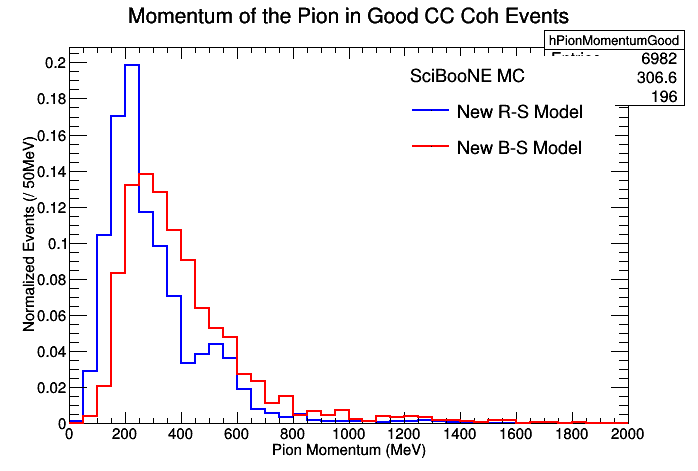 Momentum of the Pion in Good CC Coh Events
hPionMomentumGood
6982
306.6
196
SciBooNE MC
New R-S Model
New B-S Model
Normalized Events (/ 50MeV)
0.2
0.18
0.16
0.14
0.12
0.1
0.08
0.06
0.04
0.02
0
0 200 400 600 800 1000 1200 1400 1600 1800 2000
Pion Momentum (MeV)